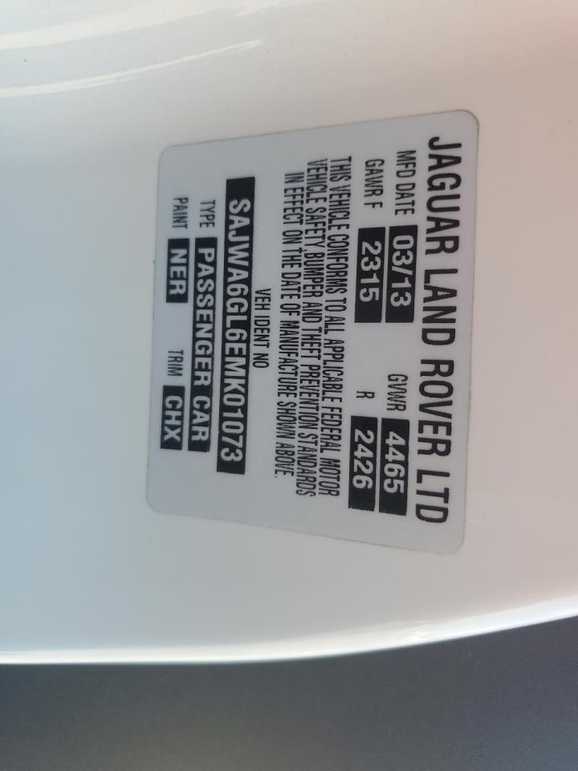 JAGUAR LAND ROVER LTD
MFD DATE 03/13 GVWR 4465
GAWR F 2315 R 2426
THIS VEHICLE CONFORMS TO ALL APPLICABLE FEDERAL MOTOR
VEHICLE SAFETY, BUMPER AND THEFT PREVENTION STANDARDS
IN EFFECT ON THE DATE OF MANUFACTURE SHOWN ABOVE.
VEH IDENT NO
SAJWA6GL6EMK01073
TYPE PASSENGER CAR
PAINT NER TRIM CHX